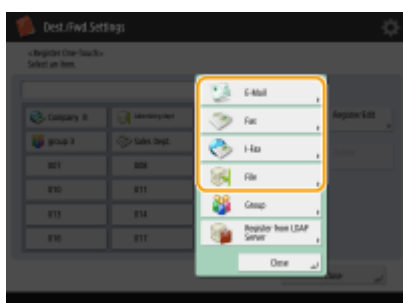 Dest./Fwd. Settings
<Register One-Touch>
Select an item.
Company B
group 3
Sales Dept.
007
008
010
011
013
014
016
017
Register/Edit
E-Mail
Fax
I-Fax
File
Group
Register from LDAP
Server
Close